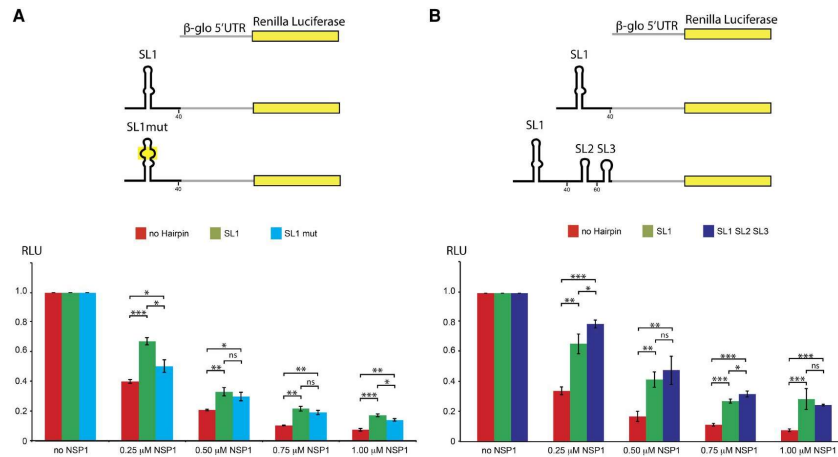 A
β-glo 5'UTR
Renilla Luciferase
SL1
40
SL1mut
40
no Hairpin
SL1
SL1 mut
RLU
1.0
0.8
0.6
0.4
0.2
0
*
*
***
*
ns
**
**
ns
**
**
*
***
no NSP1
0.25 μM NSP1
0.50 μM NSP1
0.75 μM NSP1
1.00 μM NSP1
B
β-glo 5'UTR
Renilla Luciferase
SL1
40
SL1
SL2 SL3
40
60
no Hairpin
SL1
SL1 SL2 SL3
RLU
1.0
0.8
0.6
0.4
0.2
0
***
*
**
**
ns
**
***
*
***
***
ns
***
no NSP1
0.25 μM NSP1
0.50 μM NSP1
0.75 μM NSP1
1.00 μM NSP1